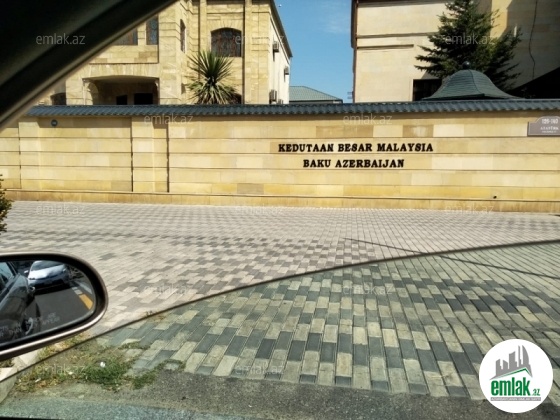 KEDUTAAN BESAR MALAYSIA
BAKU AZERBAIJAN
emlak.az